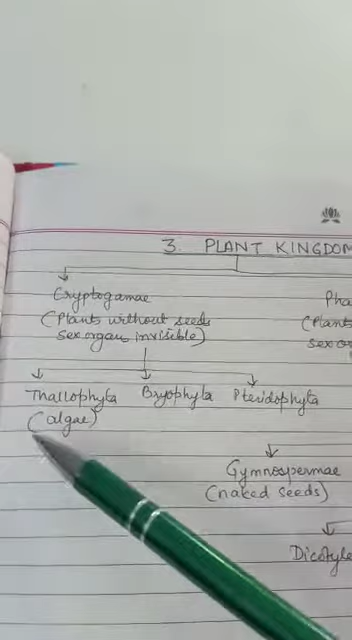 3. PLANT KINGDOM
Cryptogamae
(Plants without seeds
sex organ invisible)
Thallophyta Bryophyta Pteridophyta
(algae)
Gymnospermae
(naked seeds)